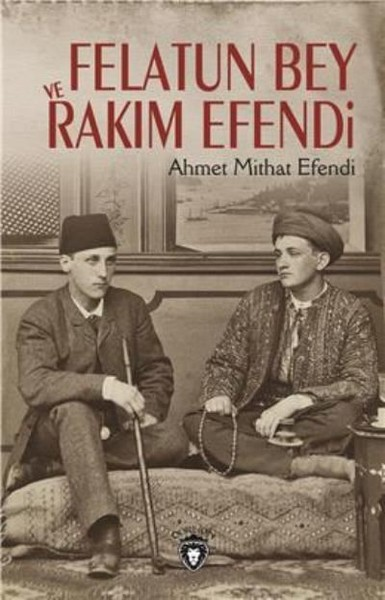 FELATUN BEY
VE
RAKIM EFENDİ
Ahmet Mithat Efendi